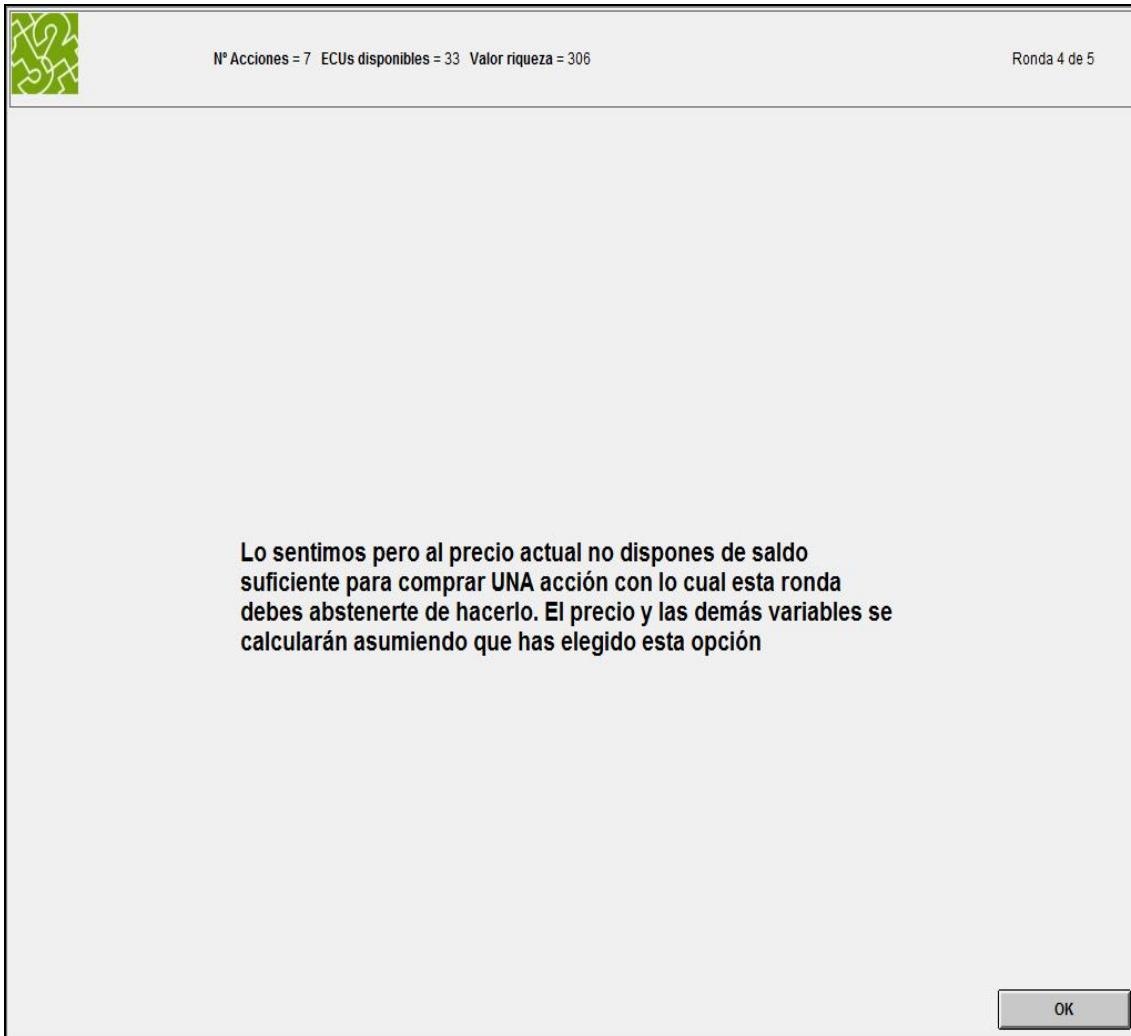 Nº Acciones = 7 ECUs disponibles = 33 Valor riqueza = 306 Ronda 4 de 5
Lo sentimos pero al precio actual no dispones de saldo
suficiente para comprar UNA acción con lo cual esta ronda
debes abstenerte de hacerlo. El precio y las demás variables se
calcularán asumiendo que has elegido esta opción
OK